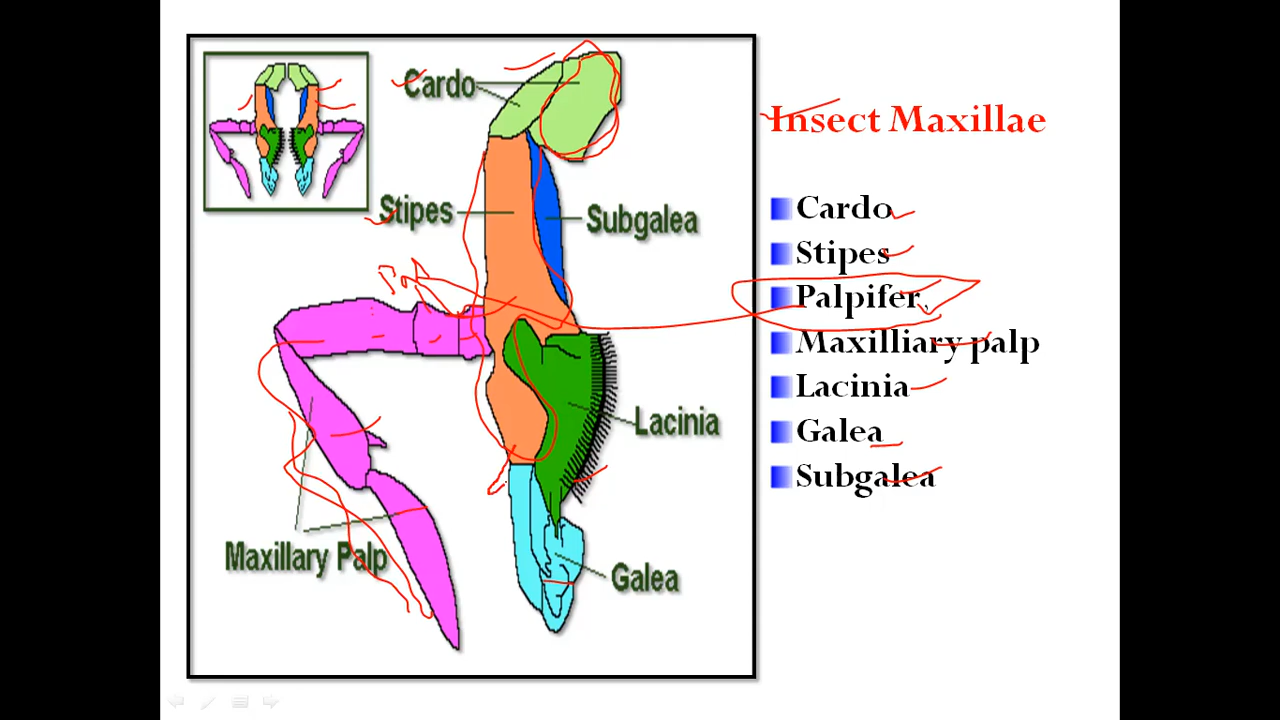 Cardo
Stipes
Subgalea
Lacinia
Maxillary Palp
Galea
Insect Maxillae
Cardo
Stipes
Palpifer
Maxilliary palp
Lacinia
Galea
Subgalea